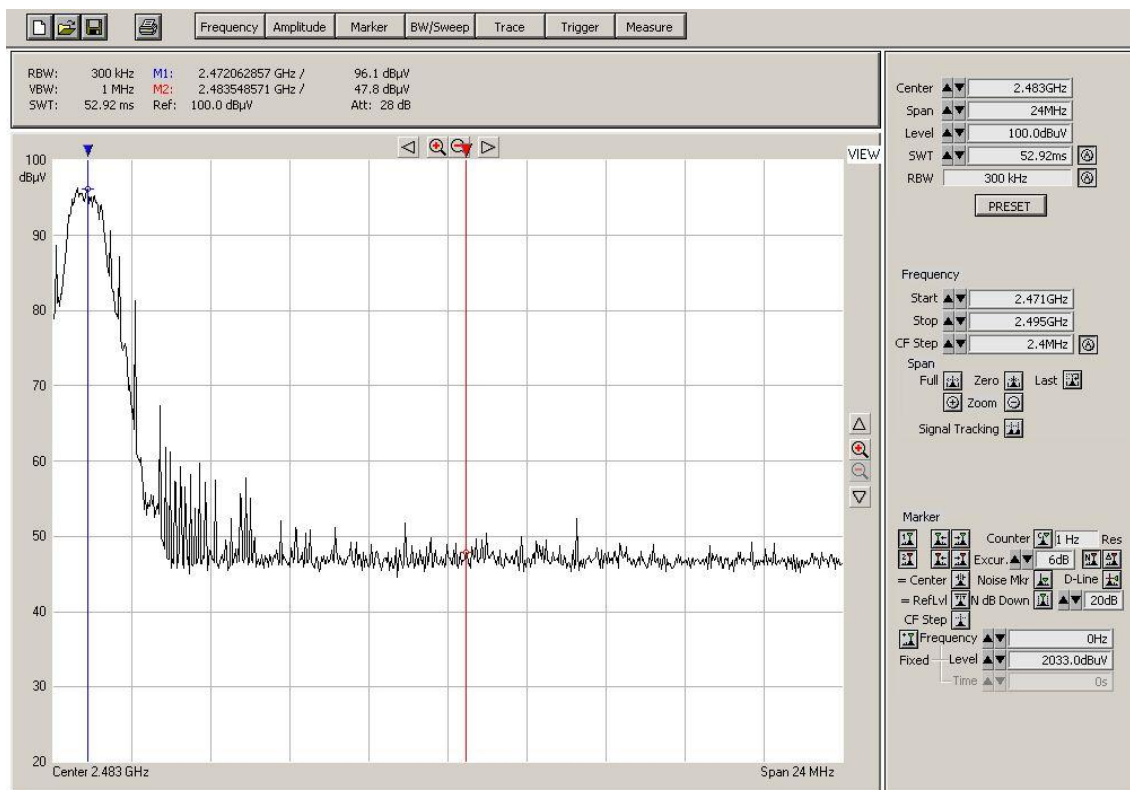 Frequency Amplitude Marker BW/Sweep Trace Trigger Measure
RBW: 300 kHz M1: 2.472062857 GHz / 96.1 dBµV
VBW: 1 MHz M2: 2.483548571 GHz / 47.8 dBµV
SWT: 52.92 ms Ref: 100.0 dBµV Att: 28 dB
VIEW
100
dBµV
90
80
70
60
50
40
30
20
Center 2.483 GHz
Span 24 MHz
Center 2.483GHz
Span 24MHz
Level 100.0dBuV
SWT 52.92ms
RBW 300 kHz
PRESET
Frequency
Start 2.471GHz
Stop 2.495GHz
CF Step 2.4MHz
Span
Full Zero Last
Zoom
Signal Tracking
Marker
Counter 1 Hz Res
Excur. 6dB
= Center Noise Mkr D-Line
= RefLvl N dB Down 20dB
CF Step
Frequency 0Hz
Fixed Level 2033.0dBuV
Time 0s